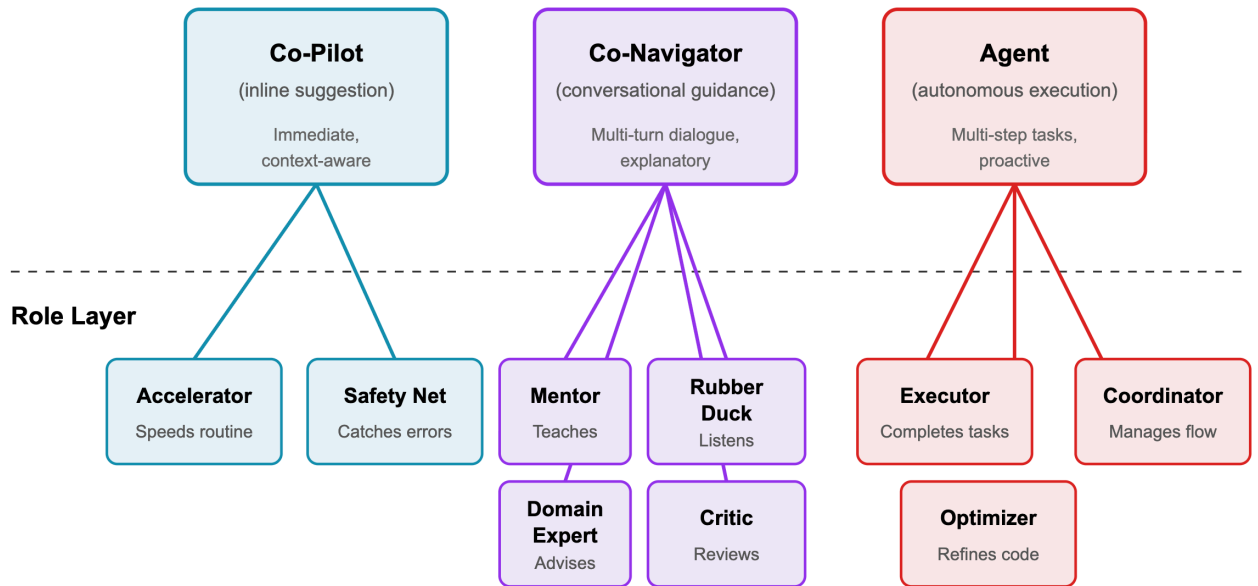 Co-Pilot
(inline suggestion)
Immediate,
context-aware
Co-Navigator
(conversational guidance)
Multi-turn dialogue,
explanatory
Agent
(autonomous execution)
Multi-step tasks,
proactive
Role Layer
Accelerator
Speeds routine
Safety Net
Catches errors
Mentor
Teaches
Rubber
Duck
Listens
Executor
Completes tasks
Coordinator
Manages flow
Domain
Expert
Advises
Critic
Reviews
Optimizer
Refines code